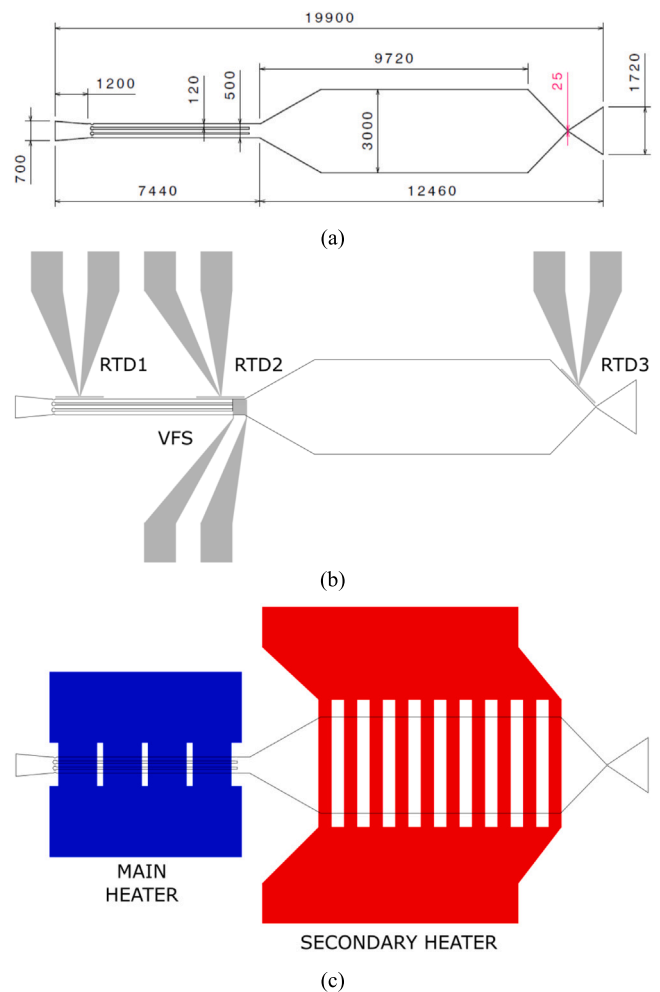 19900
9720
1200
120
500
25
1720
700
3000
7440
12460
(a)
RTD1
RTD2
RTD3
VFS
(b)
MAIN
HEATER
SECONDARY HEATER
(c)